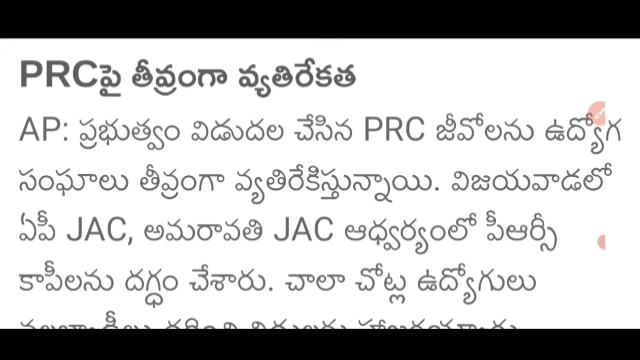 PRCపై తీవ్రంగా వ్యతిరేకత
AP: ప్రభుత్వం విడుదల చేసిన PRC జీవోలను ఉద్యోగ
సంఘాలు తీవ్రంగా వ్యతిరేకిస్తున్నాయి. విజయవాడలో
ఏపీ JAC, అమరావతి JAC ఆధ్వర్యంలో పీఆర్సీ
కాపీలను దగ్ధం చేశారు. చాలా చోట్ల ఉద్యోగులు